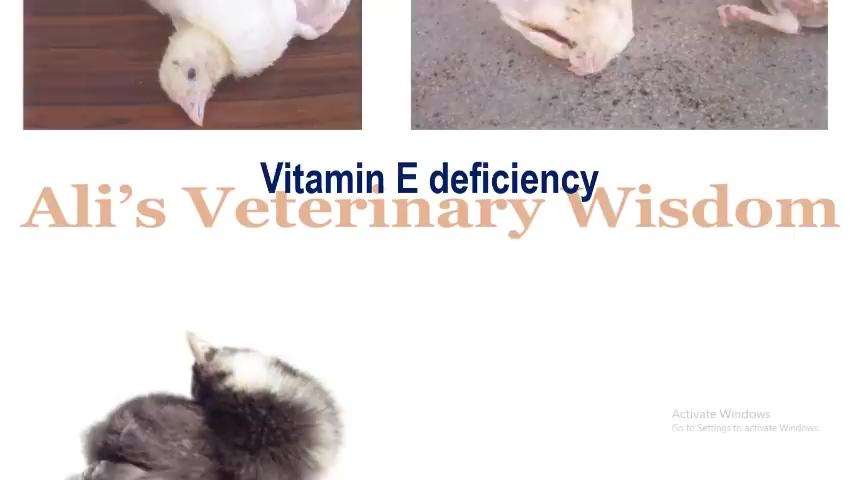 Vitamin E deficiency
Ali's Veterinary Wisdom
Activate Windows
Go to Settings to activate Windows.